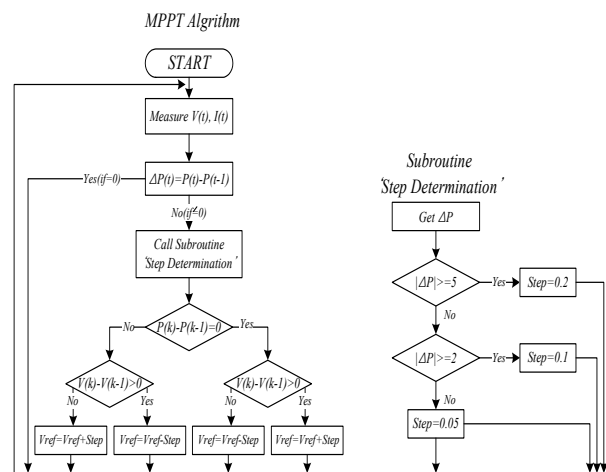 MPPT Algorithm
START
Measure V(t), I(t)
ΔP(t)=P(t)-P(t-1)
Yes(if=0)
No(if≠0)
Call Subroutine
'Step Determination'
P(k)-P(k-1)=0
No
Yes
V(k)-V(k-1)>0
V(k)-V(k-1)>0
No
Yes
No
Yes
Vref=Vref+Step
Vref=Vref-Step
Vref=Vref-Step
Vref=Vref+Step
Subroutine
'Step Determination'
Get ΔP
|ΔP|>=5
Yes
Step=0.2
No
|ΔP|>=2
Yes
Step=0.1
No
Step=0.05